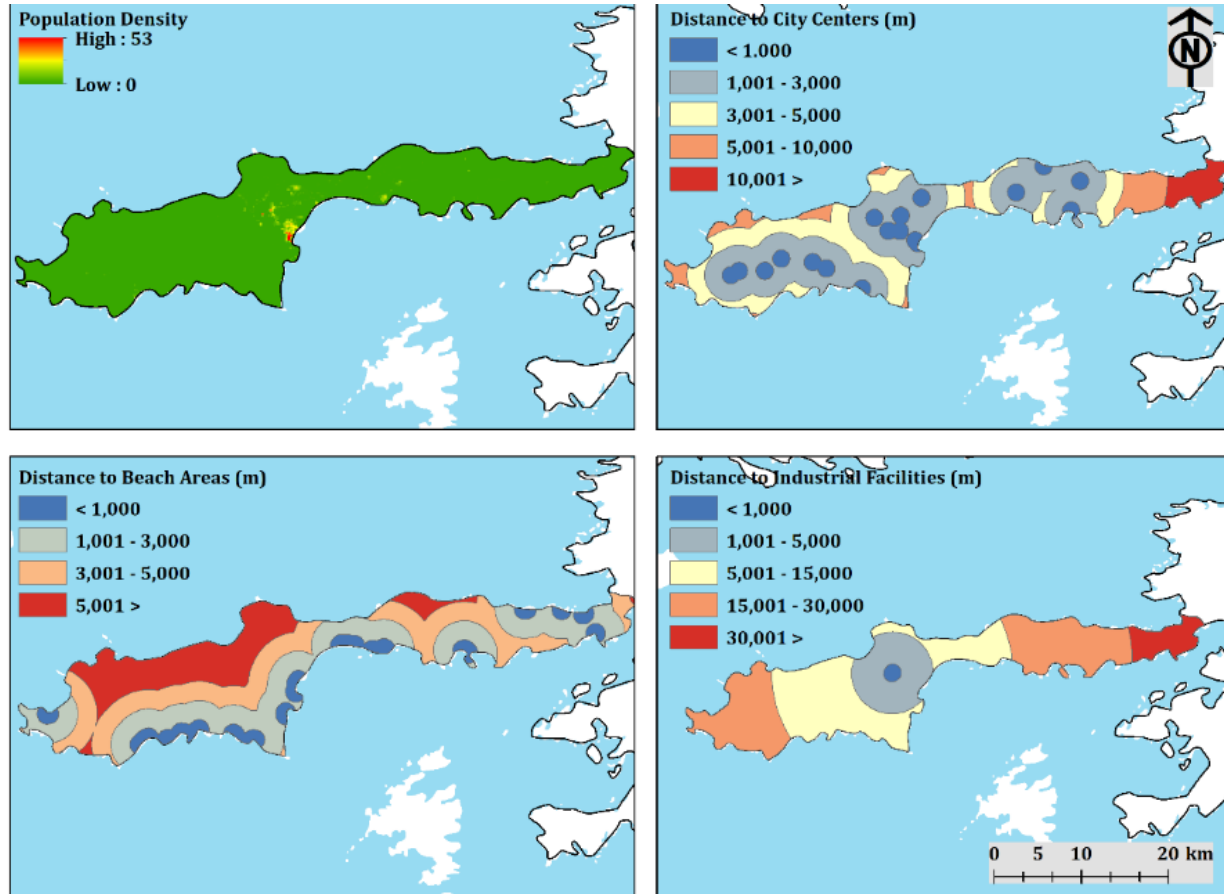 Population Density
High : 53
Low : 0
Distance to City Centers (m)
< 1.000
1,001 - 3,000
3,001 - 5,000
5,001 - 10,000
10,001 >
N
Distance to Beach Areas (m)
< 1,000
1,001 - 3,000
3,001 - 5,000
5,001 >
Distance to Industrial Facilities (m)
< 1,000
1,001 - 5,000
5,001 - 15,000
15,001 - 30,000
30,001 >
0 5 10 20 km